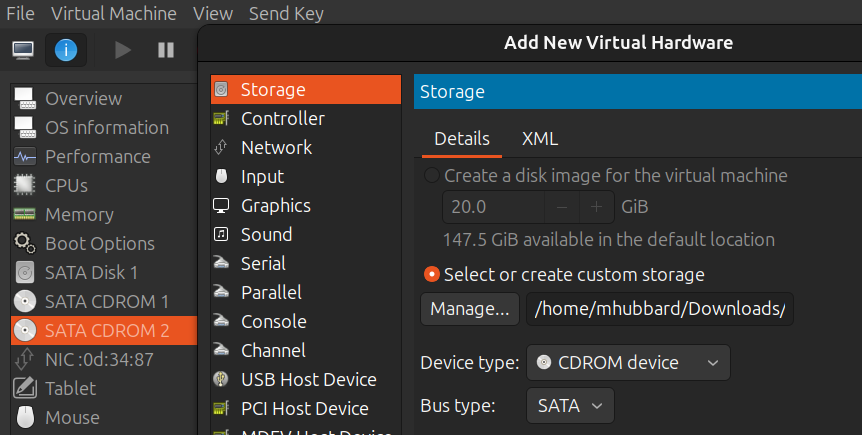 File Virtual Machine View Send Key
Add New Virtual Hardware
Overview
OS information
Performance
CPUs
Memory
Boot Options
SATA Disk 1
SATA CDROM 1
SATA CDROM 2
NIC :0d:34:87
Tablet
Mouse
Storage
Controller
Network
Input
Graphics
Sound
Serial
Parallel
Console
Channel
USB Host Device
PCI Host Device
MDEV Host Device
Storage
Details XML
Create a disk image for the virtual machine
20.0 − + GiB
147.5 GiB available in the default location
Select or create custom storage
Manage... /home/mhubbard/Downloads/
Device type: CDROM device
Bus type: SATA